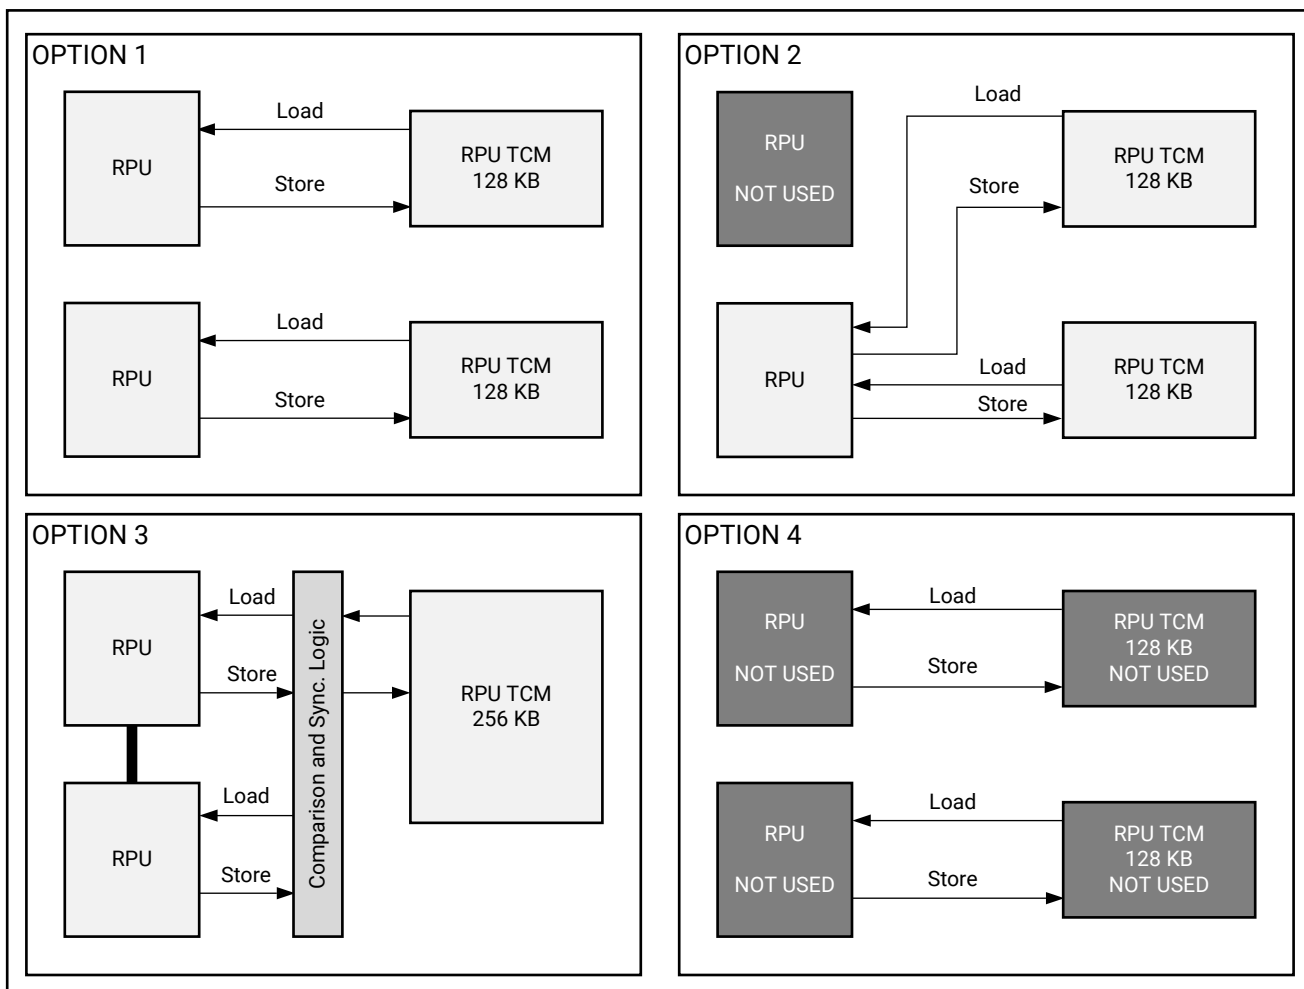 OPTION 1
RPU
Load
Store
RPU TCM
128 KB
RPU
Load
Store
RPU TCM
128 KB
OPTION 2
RPU
NOT USED
Load
Store
RPU TCM
128 KB
RPU
Load
Store
RPU TCM
128 KB
OPTION 3
RPU
Load
Store
RPU
Load
Store
Comparison and Sync. Logic
RPU TCM
256 KB
OPTION 4
RPU
NOT USED
Load
Store
RPU TCM
128 KB
NOT USED
RPU
NOT USED
Load
Store
RPU TCM
128 KB
NOT USED